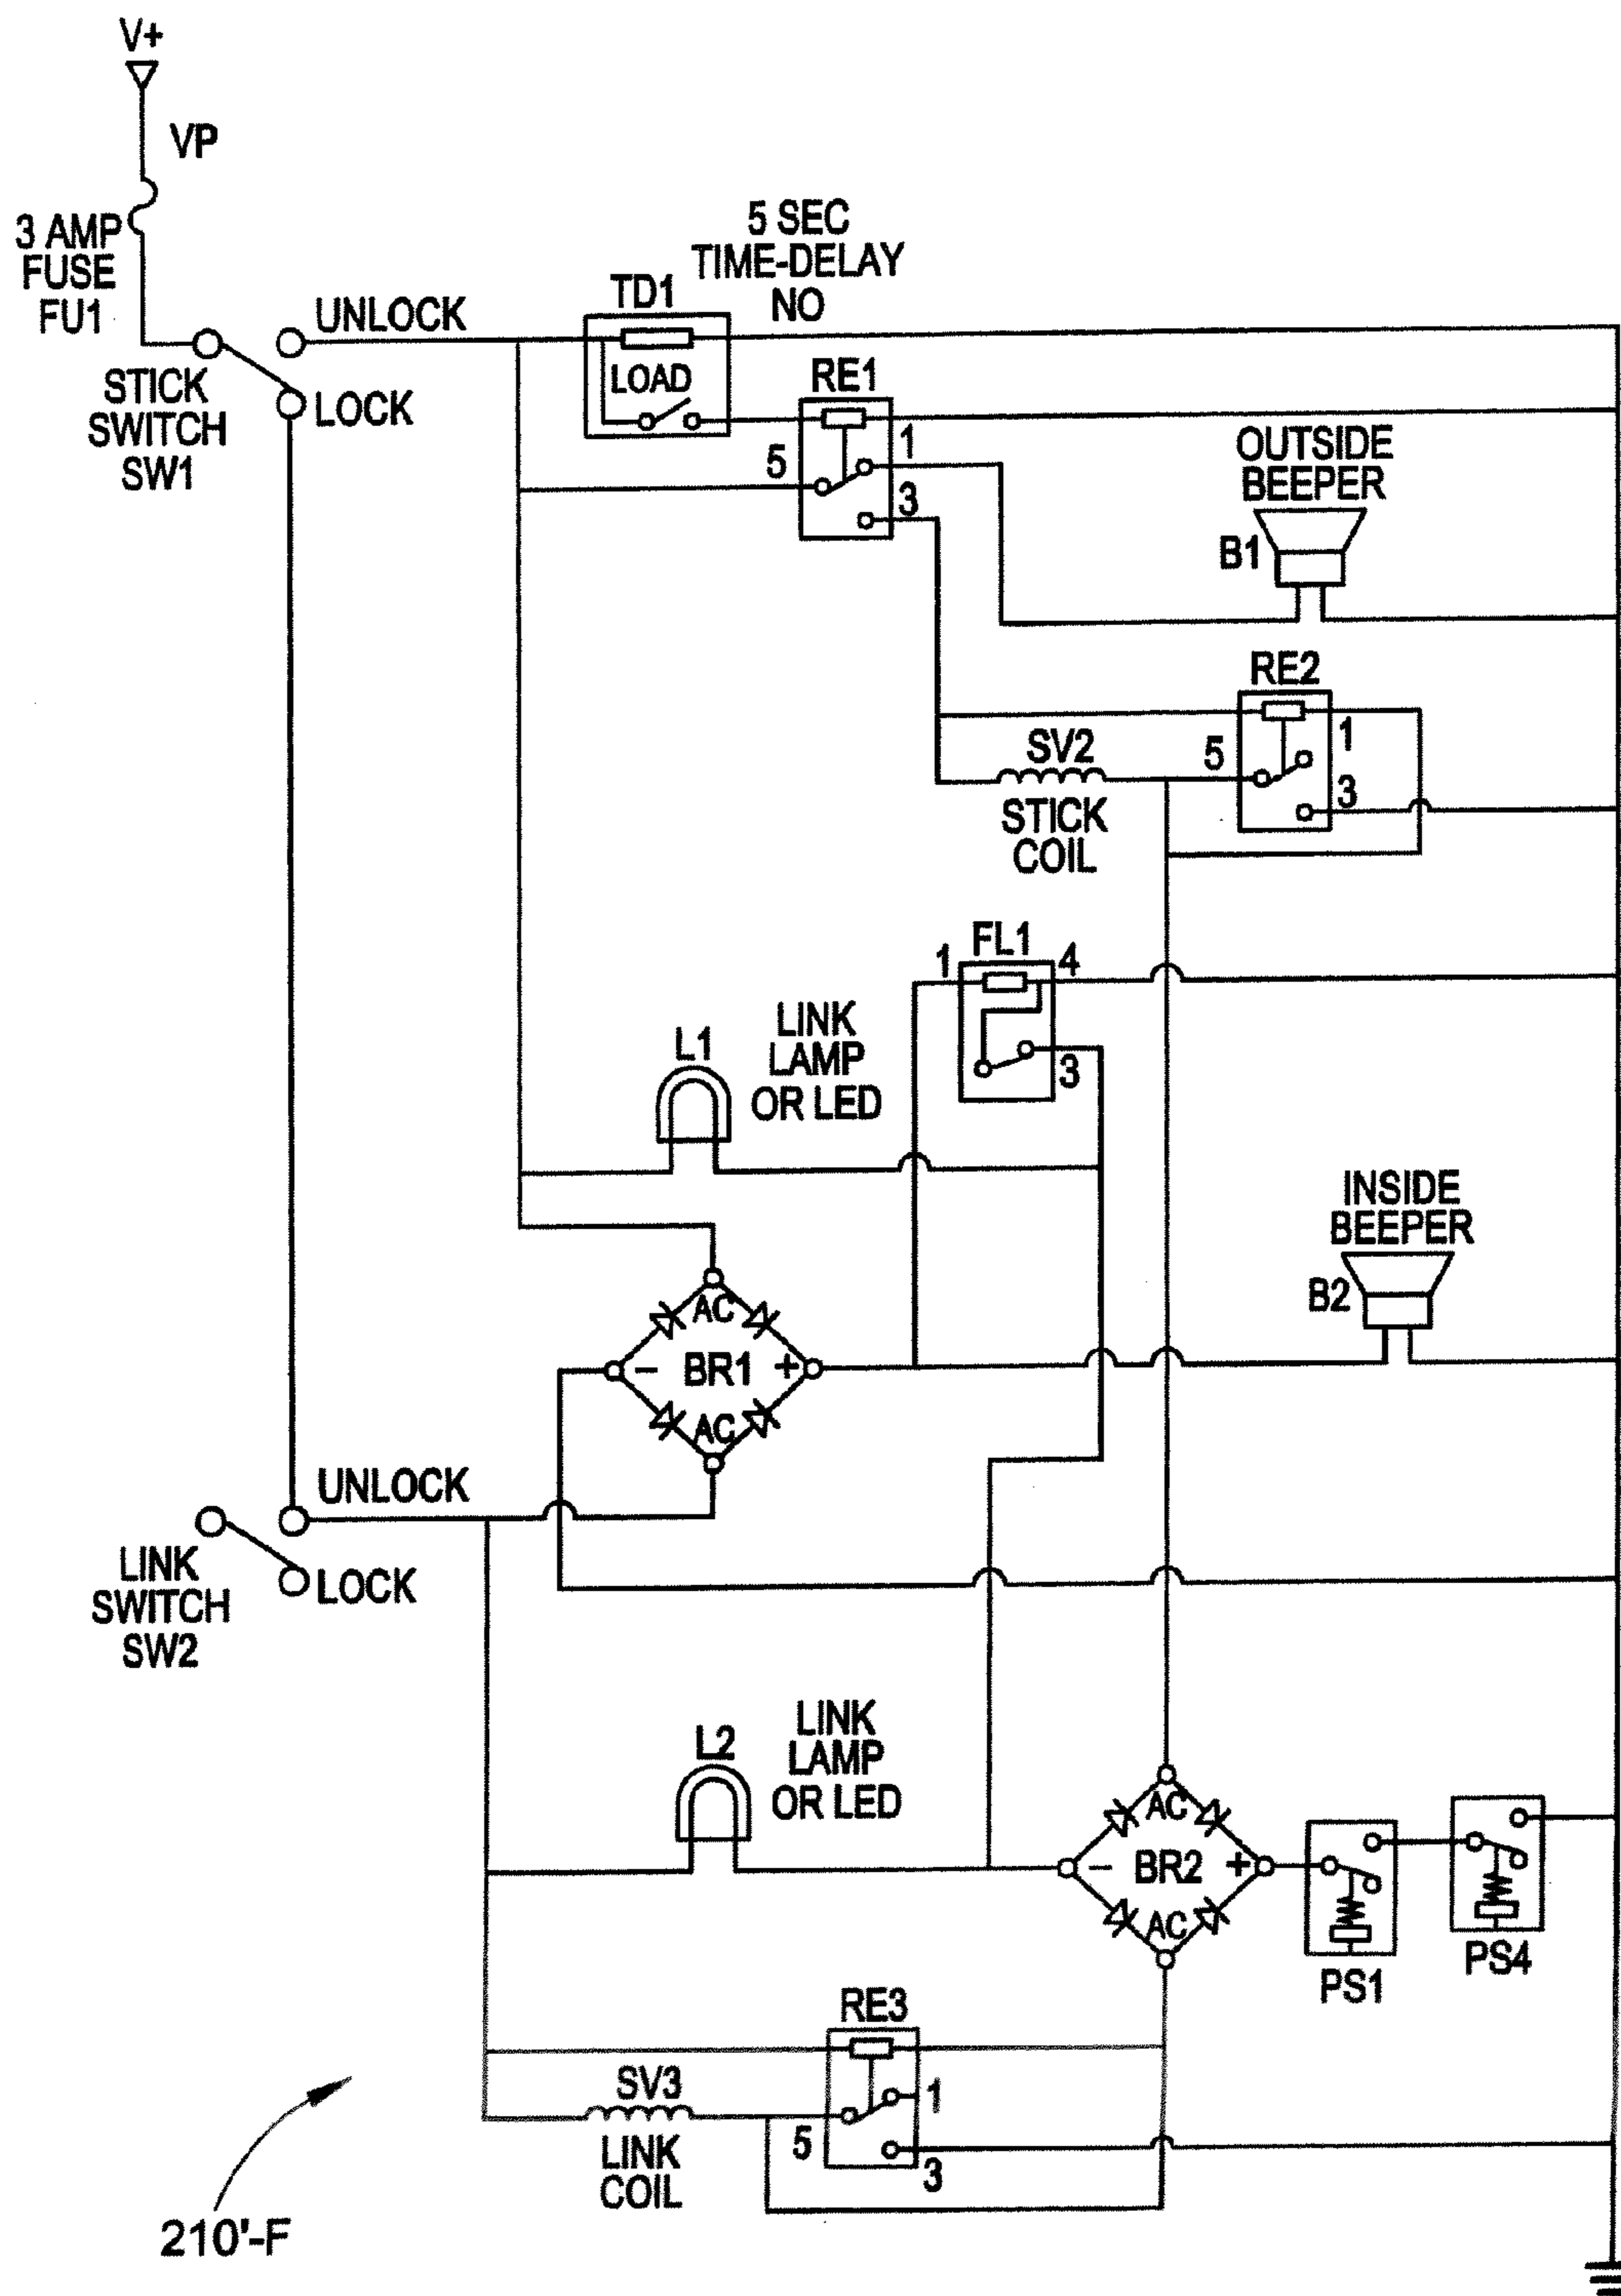 V+
VP
3 AMP
FUSE
FU1
UNLOCK
LOCK
STICK
SWITCH
SW1
5 SEC
TIME-DELAY
NO
TD1
LOAD
RE1
5
1
3
OUTSIDE
BEEPER
B1
RE2
5
1
3
SV2
STICK
COIL
FL1
1
4
3
L1
LINK
LAMP
OR LED
INSIDE
BEEPER
B2
AC
- BR1 +
AC
UNLOCK
LOCK
LINK
SWITCH
SW2
L2
LINK
LAMP
OR LED
AC
- BR2 +
AC
PS1
PS4
RE3
1
5
3
SV3
LINK
COIL
210'-F